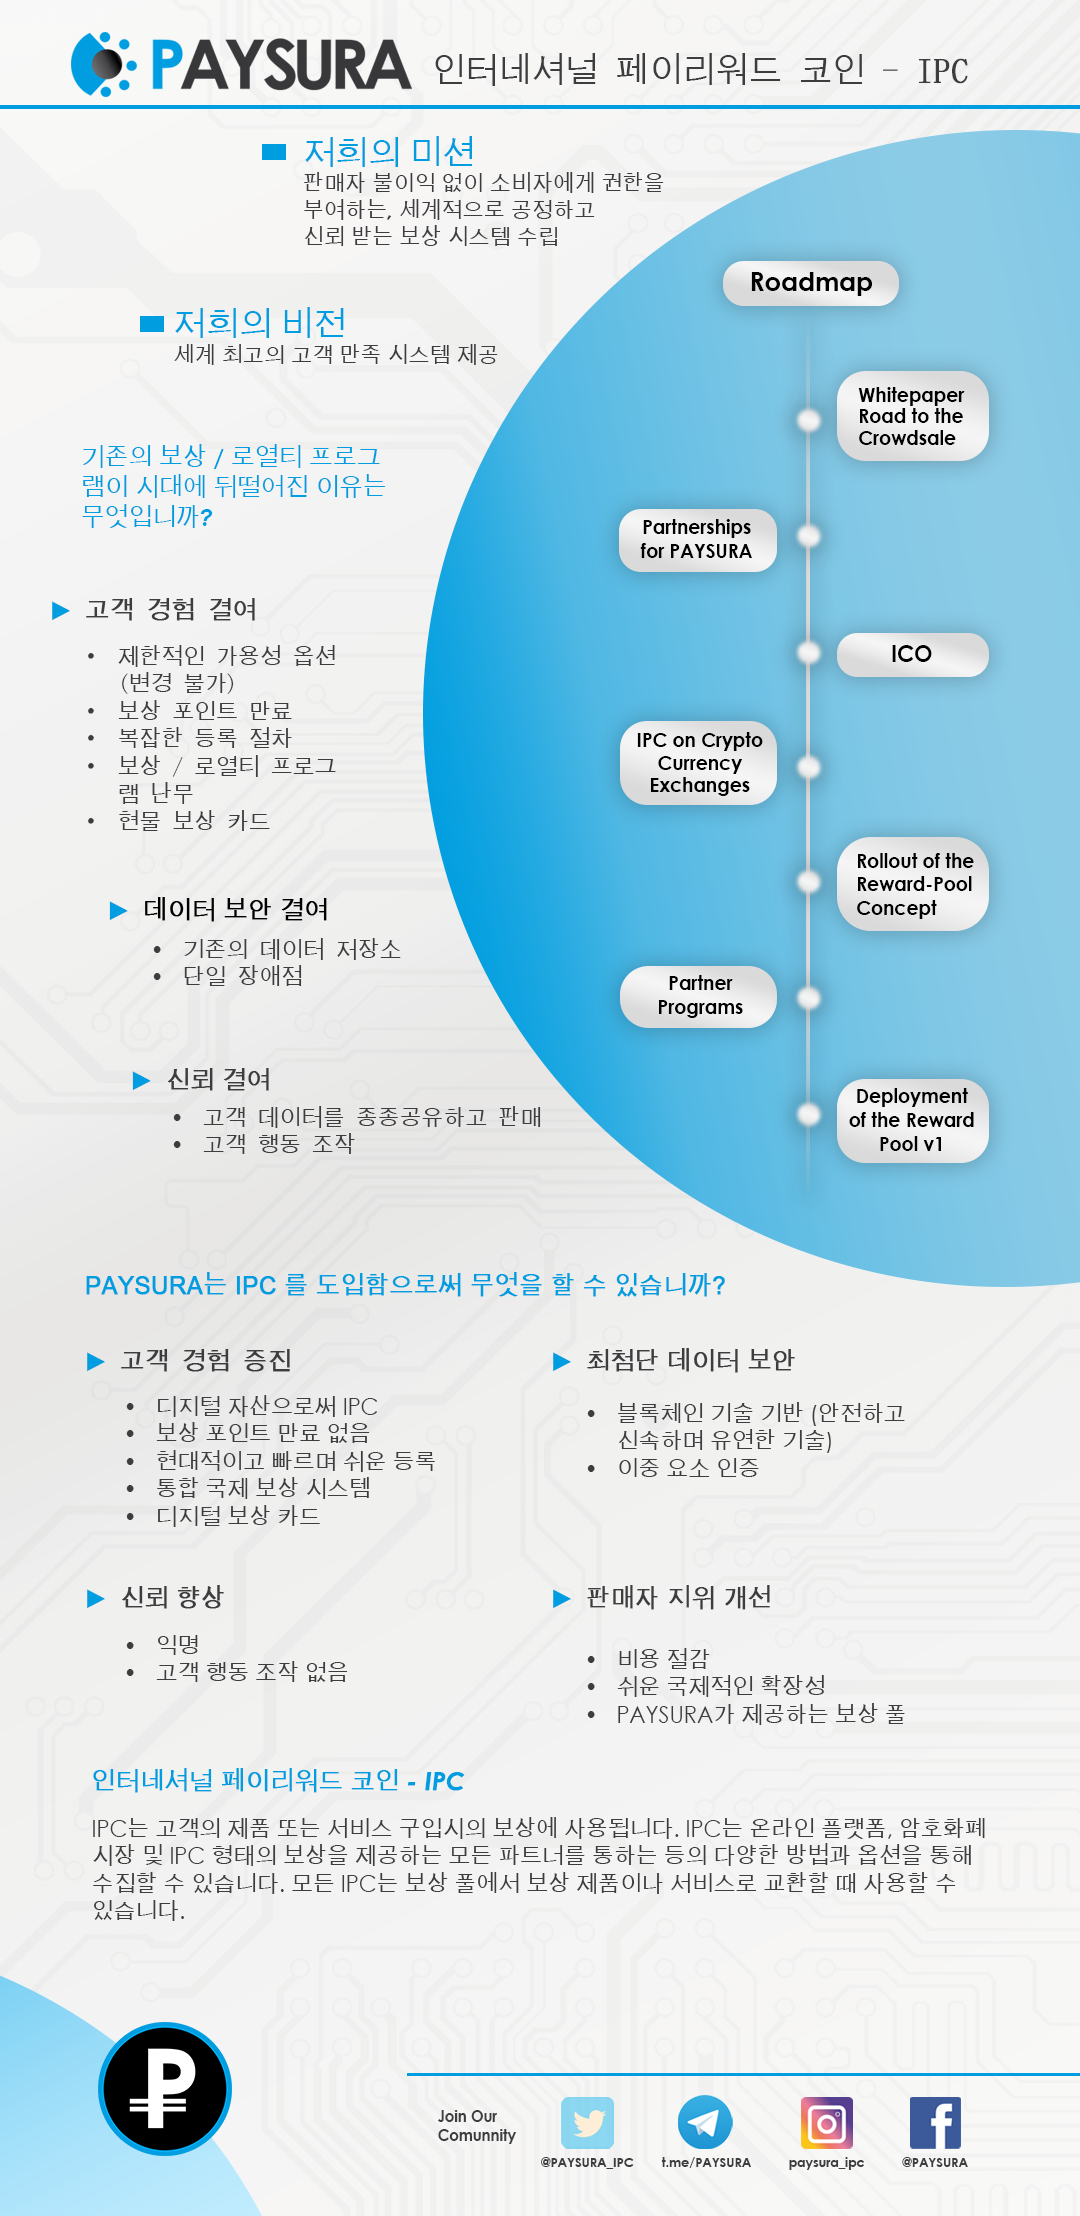 PAYSURA 인터네셔널 페이리워드 코인 - IPC
저희의 미션
판매자 불이익 없이 소비자에게 권한을
부여하는, 세계적으로 공정하고
신뢰 받는 보상 시스템 수립
저희의 비전
세계 최고의 고객 만족 시스템 제공
기존의 보상 / 로열티 프로그
램이 시대에 뒤떨어진 이유는
무엇입니까?
고객 경험 결여
• 제한적인 가용성 옵션
(변경 불가)
• 보상 포인트 만료
• 복잡한 등록 절차
• 보상 / 로열티 프로그
램 난무
• 현물 보상 카드
데이터 보안 결여
• 기존의 데이터 저장소
• 단일 장애점
신뢰 결여
• 고객 데이터를 종종공유하고 판매
• 고객 행동 조작
Roadmap
Whitepaper
Road to the
Crowdsale
Partnerships
for PAYSURA
ICO
IPC on Crypto
Currency
Exchanges
Rollout of the
Reward-Pool
Concept
Partner
Programs
Deployment
of the Reward
Pool v1
PAYSURA는 IPC 를 도입함으로써 무엇을 할 수 있습니까?
고객 경험 증진
• 디지털 자산으로써 IPC
• 보상 포인트 만료 없음
• 현대적이고 빠르며 쉬운 등록
• 통합 국제 보상 시스템
• 디지털 보상 카드
최첨단 데이터 보안
• 블록체인 기술 기반 (안전하고
신속하며 유연한 기술)
• 이중 요소 인증
신뢰 향상
• 익명
• 고객 행동 조작 없음
판매자 지위 개선
• 비용 절감
• 쉬운 국제적인 확장성
• PAYSURA가 제공하는 보상 풀
인터네셔널 페이리워드 코인 - IPC
IPC는 고객의 제품 또는 서비스 구입시의 보상에 사용됩니다. IPC는 온라인 플랫폼, 암호화폐
시장 및 IPC 형태의 보상을 제공하는 모든 파트너를 통하는 등의 다양한 방법과 옵션을 통해
수집할 수 있습니다. 모든 IPC는 보상 풀에서 보상 제품이나 서비스로 교환할 때 사용할 수
있습니다.
Join Our
Comunnity
@PAYSURA_IPC
t.me/PAYSURA
paysura_ipc
@PAYSURA